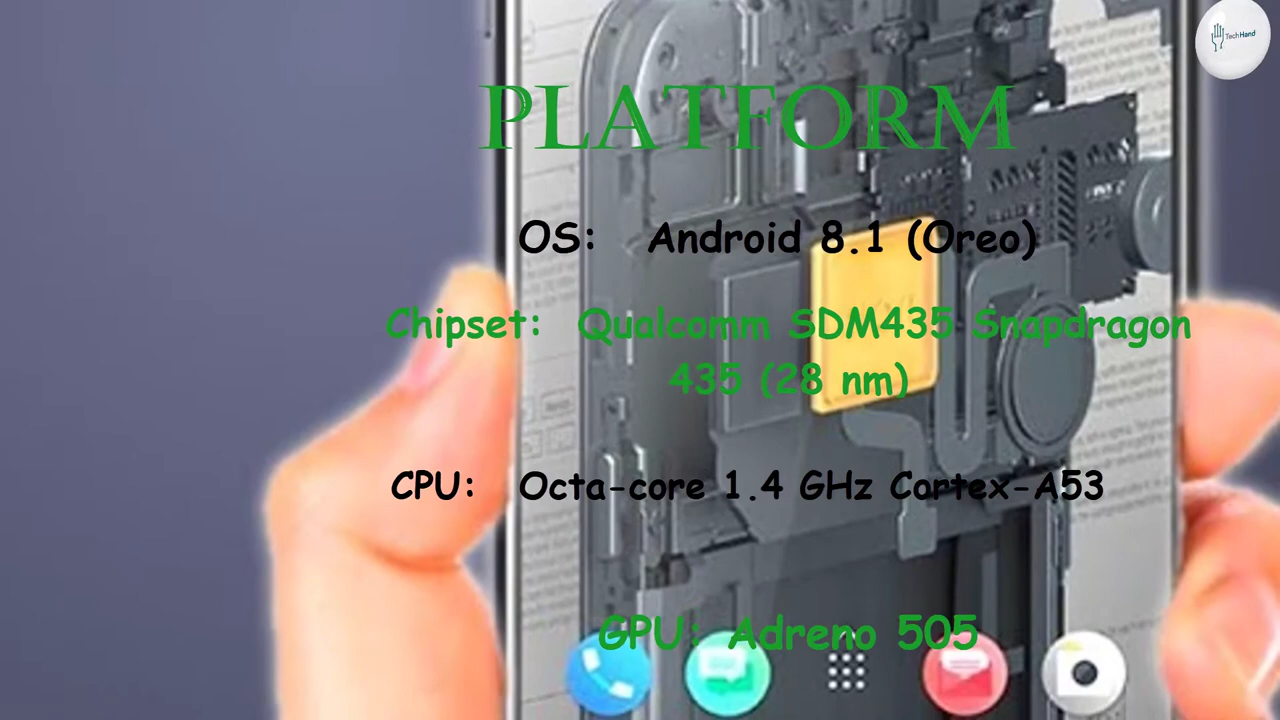 TechHand
PLATFORM
OS: Android 8.1 (Oreo)
Chipset: Qualcomm SDM435 Snapdragon
435 (28 nm)
CPU: Octa-core 1.4 GHz Cortex-A53
GPU: Adreno 505